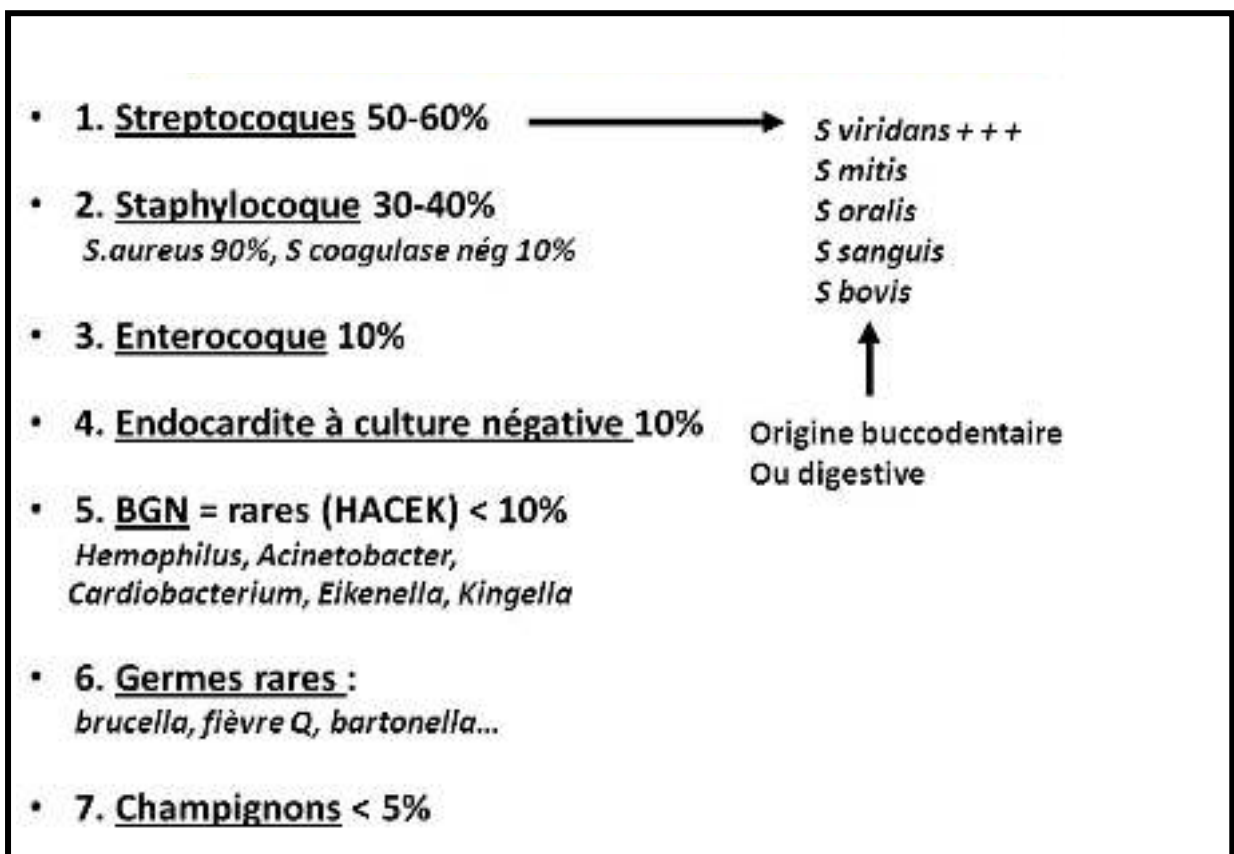 • 1. Streptocoques 50-60%
S viridans + + +
S mitis
S oralis
S sanguis
S bovis
Origine buccodentaire
Ou digestive
• 2. Staphylocoque 30-40%
S.aureus 90%, S coagulase nég 10%
• 3. Enterocoque 10%
• 4. Endocardite à culture négative 10%
• 5. BGN = rares (HACEK) < 10%
Hemophilus, Acinetobacter,
Cardiobacterium, Eikenella, Kingella
• 6. Germes rares :
brucella, fièvre Q, bartonella...
• 7. Champignons < 5%